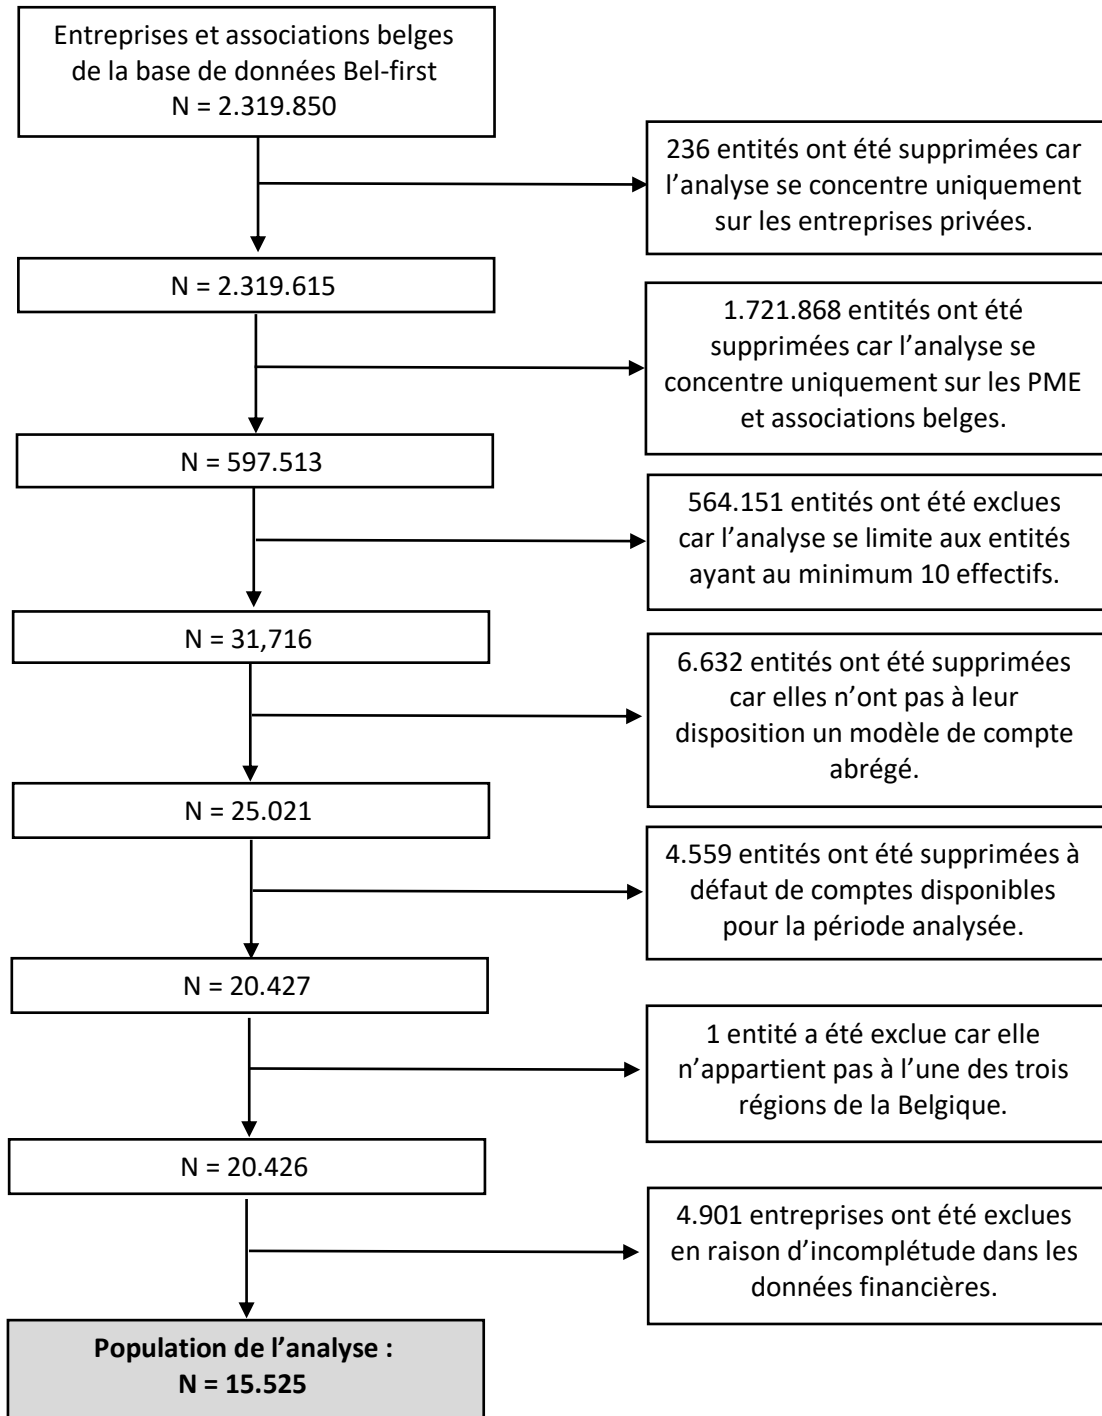 Entreprises et associations belges
de la base de données Bel-first
N = 2.319.850
236 entités ont été supprimées car
l’analyse se concentre uniquement
sur les entreprises privées.
N = 2.319.615
1.721.868 entités ont été
supprimées car l’analyse se
concentre uniquement sur les PME
et associations belges.
N = 597.513
564.151 entités ont été exclues
car l’analyse se limite aux entités
ayant au minimum 10 effectifs.
N = 31,716
6.632 entités ont été supprimées
car elles n’ont pas à leur
disposition un modèle de compte
abrégé.
N = 25.021
4.559 entités ont été supprimées à
défaut de comptes disponibles
pour la période analysée.
N = 20.427
1 entité a été exclue car elle
n’appartient pas à l’une des trois
régions de la Belgique.
N = 20.426
4.901 entreprises ont été exclues
en raison d’incomplétude dans les
données financières.
Population de l’analyse :
N = 15.525